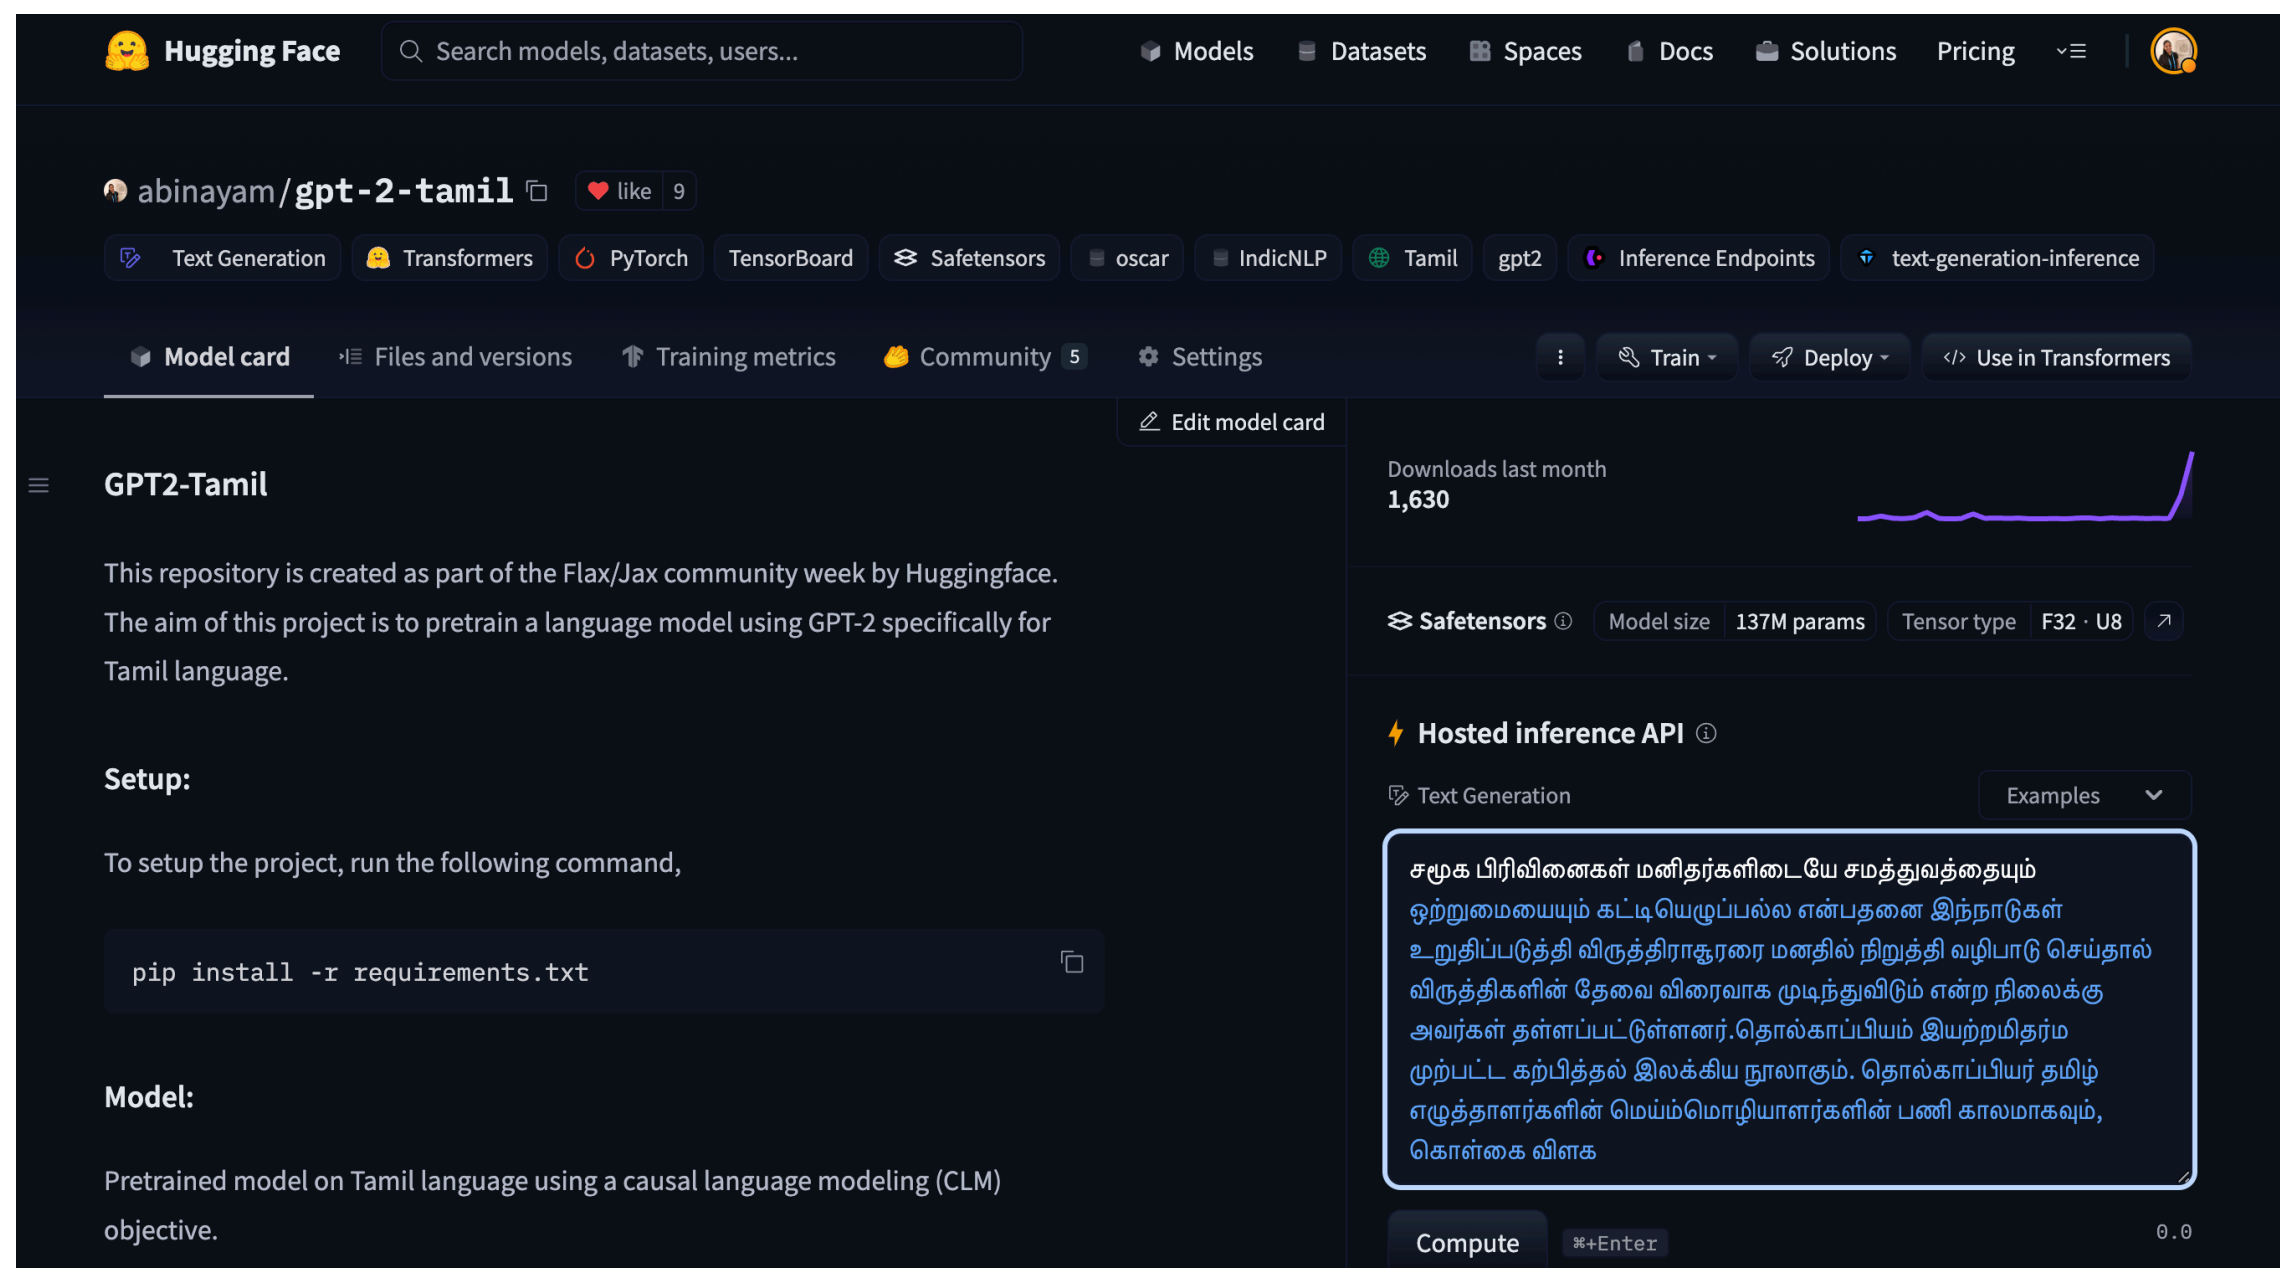 Hugging Face
Search models, datasets, users...
Models
Datasets
Spaces
Docs
Solutions
Pricing
abinayam/gpt-2-tamil
like 9
Text Generation
Transformers
PyTorch
TensorBoard
Safetensors
oscar
IndicNLP
Tamil
gpt2
Inference Endpoints
text-generation-inference
Model card
Files and versions
Training metrics
Community 5
Settings
Train
Deploy
</> Use in Transformers
Edit model card
GPT2-Tamil
This repository is created as part of the Flax/Jax community week by Huggingface.
The aim of this project is to pretrain a language model using GPT-2 specifically for
Tamil language.
Setup:
To setup the project, run the following command,
pip install -r requirements.txt
Model:
Pretrained model on Tamil language using a causal language modeling (CLM)
objective.
Downloads last month
1,630
Safetensors
Model size 137M params
Tensor type F32 · U8
Hosted inference API
Text Generation
Examples
சமூக பிரிவினைகள் மனிதர்களிடையே சமத்துவத்தையும்
ஒற்றுமையையும் கட்டியெழுப்பல்ல என்பதனை இந்நாடுகள்
உறுதிப்படுத்தி விருத்திராசூரரை மனதில் நிறுத்தி வழிபாடு செய்தால்
விருத்திகளின் தேவை விரைவாக முடிந்துவிடும் என்ற நிலைக்கு
அவர்கள் தள்ளப்பட்டுள்ளனர்.தொல்காப்பியம் இயற்றமிதர்ம
முற்பட்ட கற்பித்தல் இலக்கிய நூலாகும். தொல்காப்பியர் தமிழ்
எழுத்தாளர்களின் மெய்ம்மொழியாளர்களின் பணி காலமாகவும்,
கொள்கை விளக
Compute
⌘+Enter
0.0